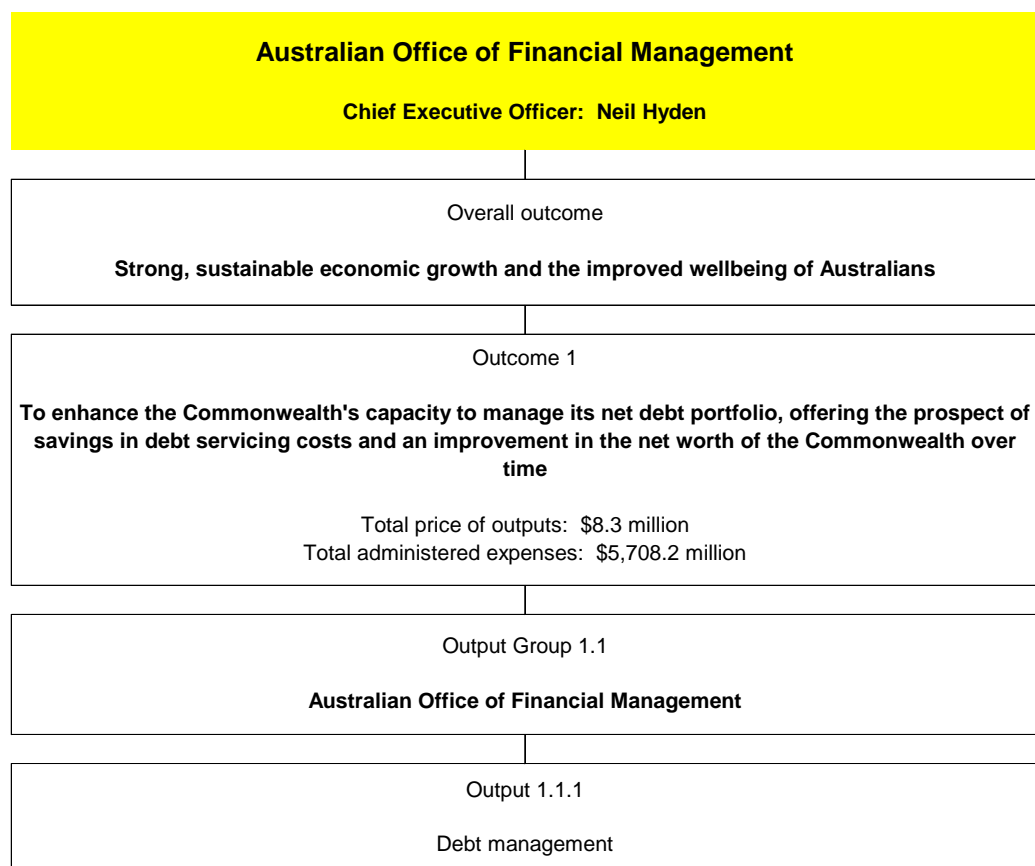 Australian Office of Financial Management
Chief Executive Officer: Neil Hyden
Overall outcome
Strong, sustainable economic growth and the improved wellbeing of Australians
Outcome 1
To enhance the Commonwealth's capacity to manage its net debt portfolio, offering the prospect of
savings in debt servicing costs and an improvement in the net worth of the Commonwealth over
time
Total price of outputs: $8.3 million
Total administered expenses: $5,708.2 million
Output Group 1.1
Australian Office of Financial Management
Output 1.1.1
Debt management